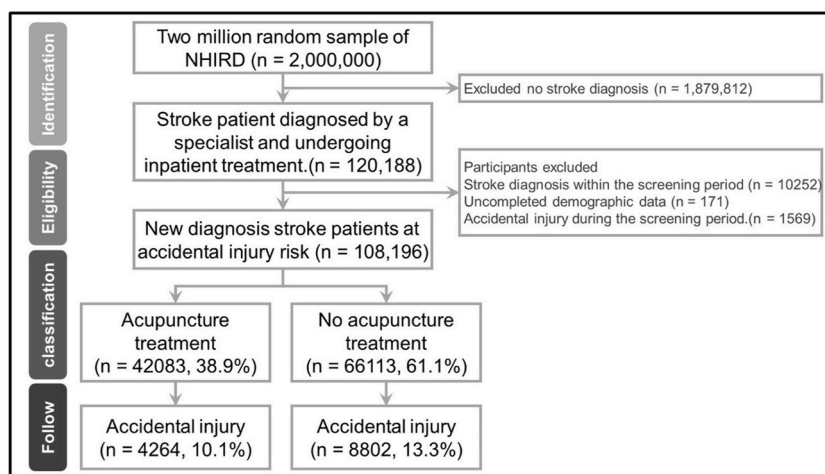 Identification
Two million random sample of
NHIRD (n = 2,000,000)
Excluded no stroke diagnosis (n = 1,879,812)
Stroke patient diagnosed by a
specialist and undergoing
inpatient treatment.(n = 120,188)
Eligibility
Participants excluded
Stroke diagnosis within the screening period (n = 10252)
Uncompleted demographic data (n = 171)
Accidental injury during the screening period.(n = 1569)
New diagnosis stroke patients at
accidental injury risk (n = 108,196)
classification
Acupuncture
treatment
(n = 42083, 38.9%)
No acupuncture
treatment
(n = 66113, 61.1%)
Follow
Accidental injury
(n = 4264, 10.1%)
Accidental injury
(n = 8802, 13.3%)